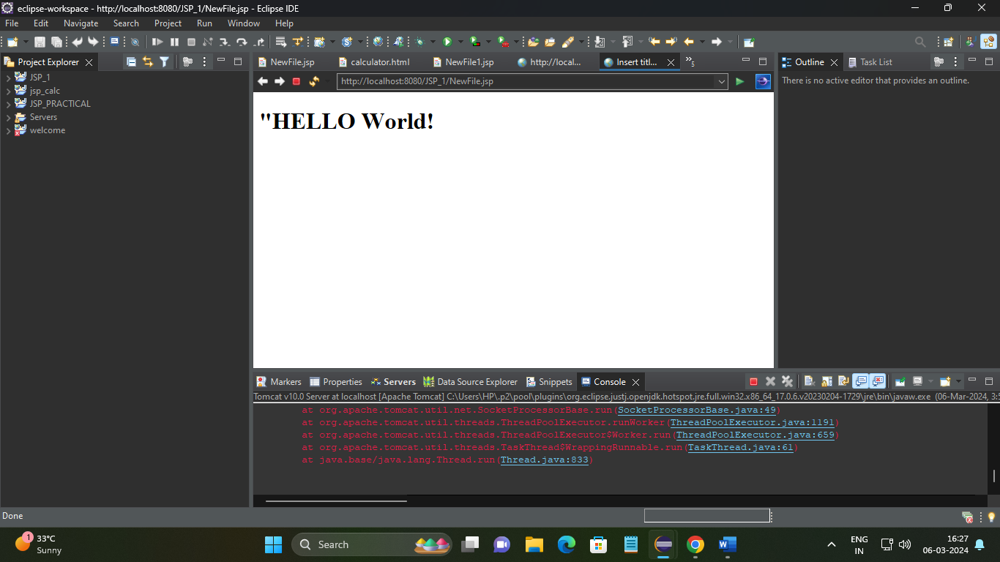 eclipse-workspace - http://localhost:8080/JSP_1/NewFile.jsp - Eclipse IDE
File Edit Navigate Search Project Run Window Help
Project Explorer
NewFile.jsp calculator.html NewFile1.jsp http://local... Insert titl... »5
Outline Task List
http://localhost:8080/JSP_1/NewFile.jsp
There is no active editor that provides an outline.
JSP_1
jsp_calc
JSP_PRACTICAL
Servers
welcome
"HELLO World!
Markers Properties Servers Data Source Explorer Snippets Console
Tomcat v10.0 Server at localhost [Apache Tomcat] C:\Users\HP\.p2\pool\plugins\org.eclipse.justj.openjdk.hotspot.jre.full.win32.x86_64_17.0.6.v20230204-1729\jre\bin\javaw.exe (06-Mar-2024, 3:5
at org.apache.tomcat.util.net.SocketProcessorBase.run(SocketProcessorBase.java:49)
at org.apache.tomcat.util.threads.ThreadPoolExecutor.runWorker(ThreadPoolExecutor.java:1191)
at org.apache.tomcat.util.threads.ThreadPoolExecutor$Worker.run(ThreadPoolExecutor.java:659)
at org.apache.tomcat.util.threads.TaskThread$WrappingRunnable.run(TaskThread.java:61)
at java.base/java.lang.Thread.run(Thread.java:833)
Done
1
33°C
Sunny
Search
ENG
IN
16:27
06-03-2024